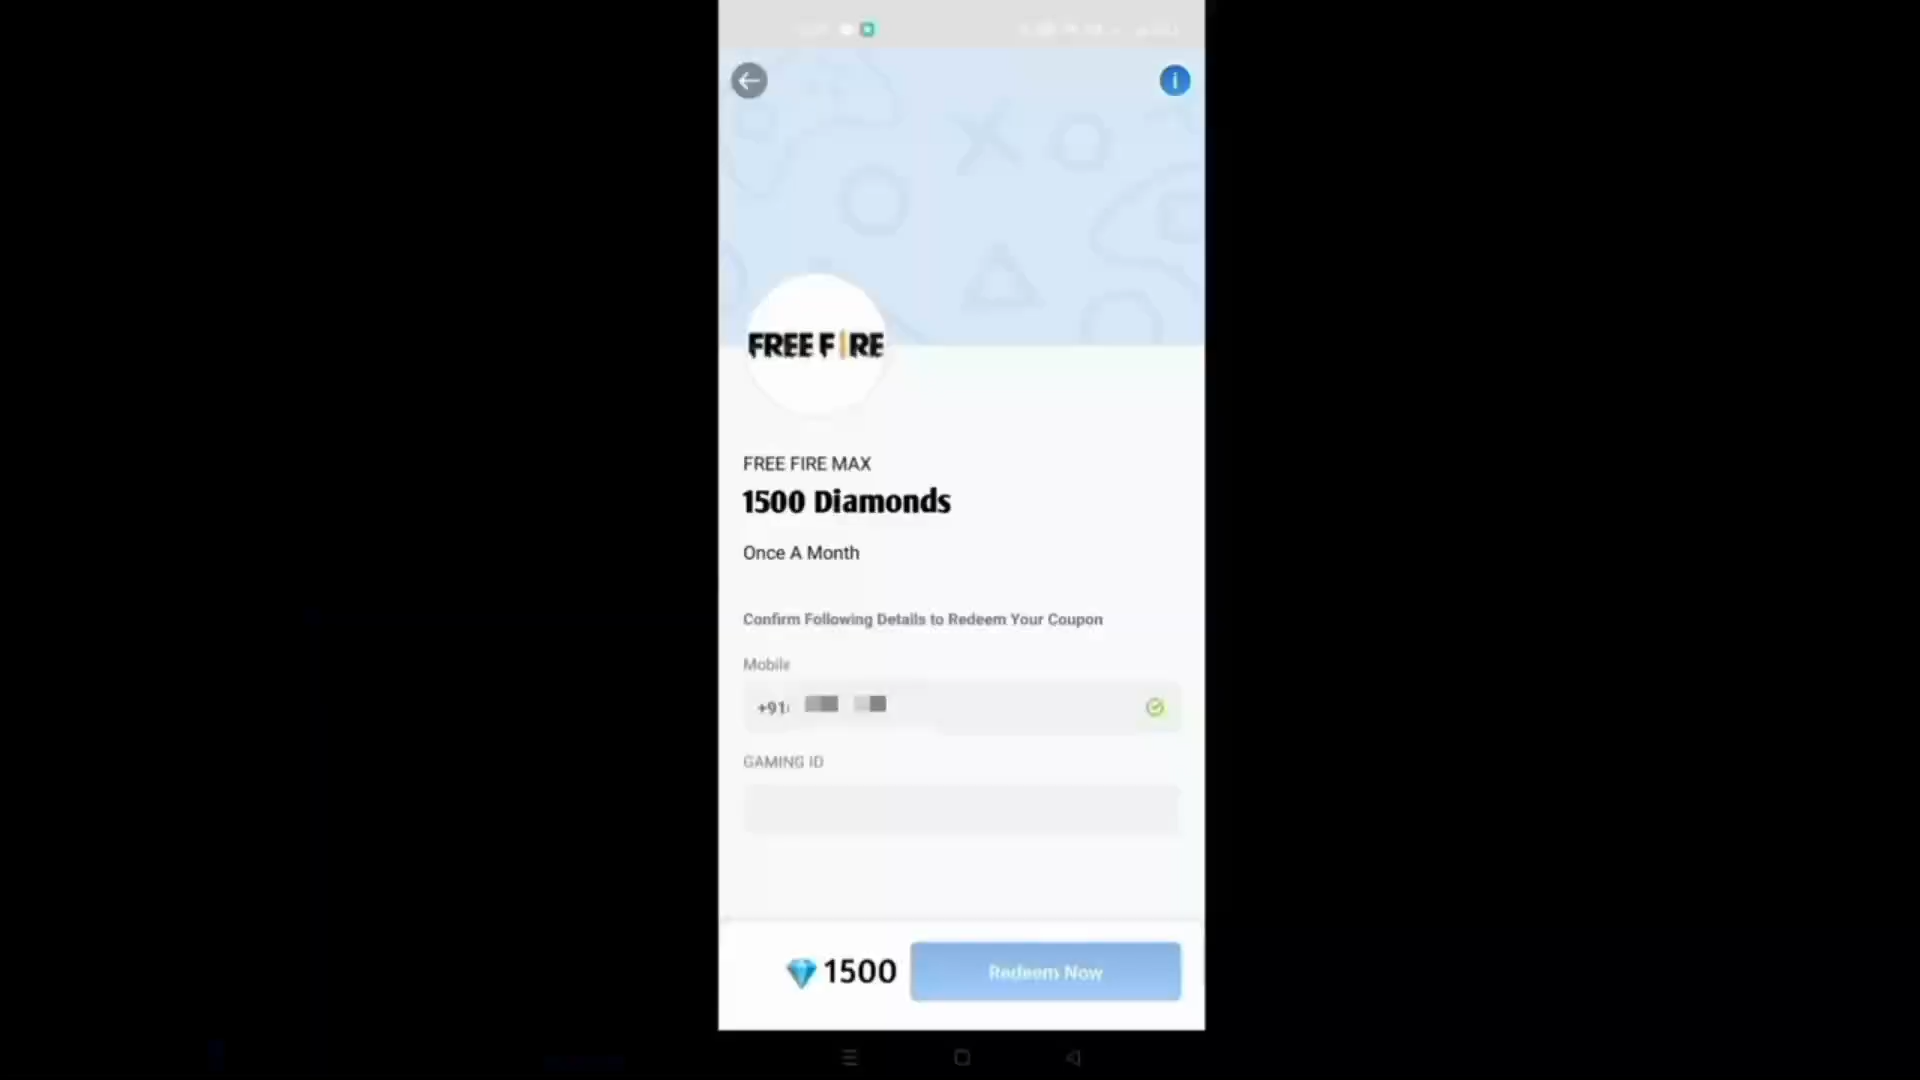 FREE FIRE
FREE FIRE MAX
1500 Diamonds
Once A Month
Confirm Following Details to Redeem Your Coupon
Mobile
+91
GAMING ID
1500
Redeem Now